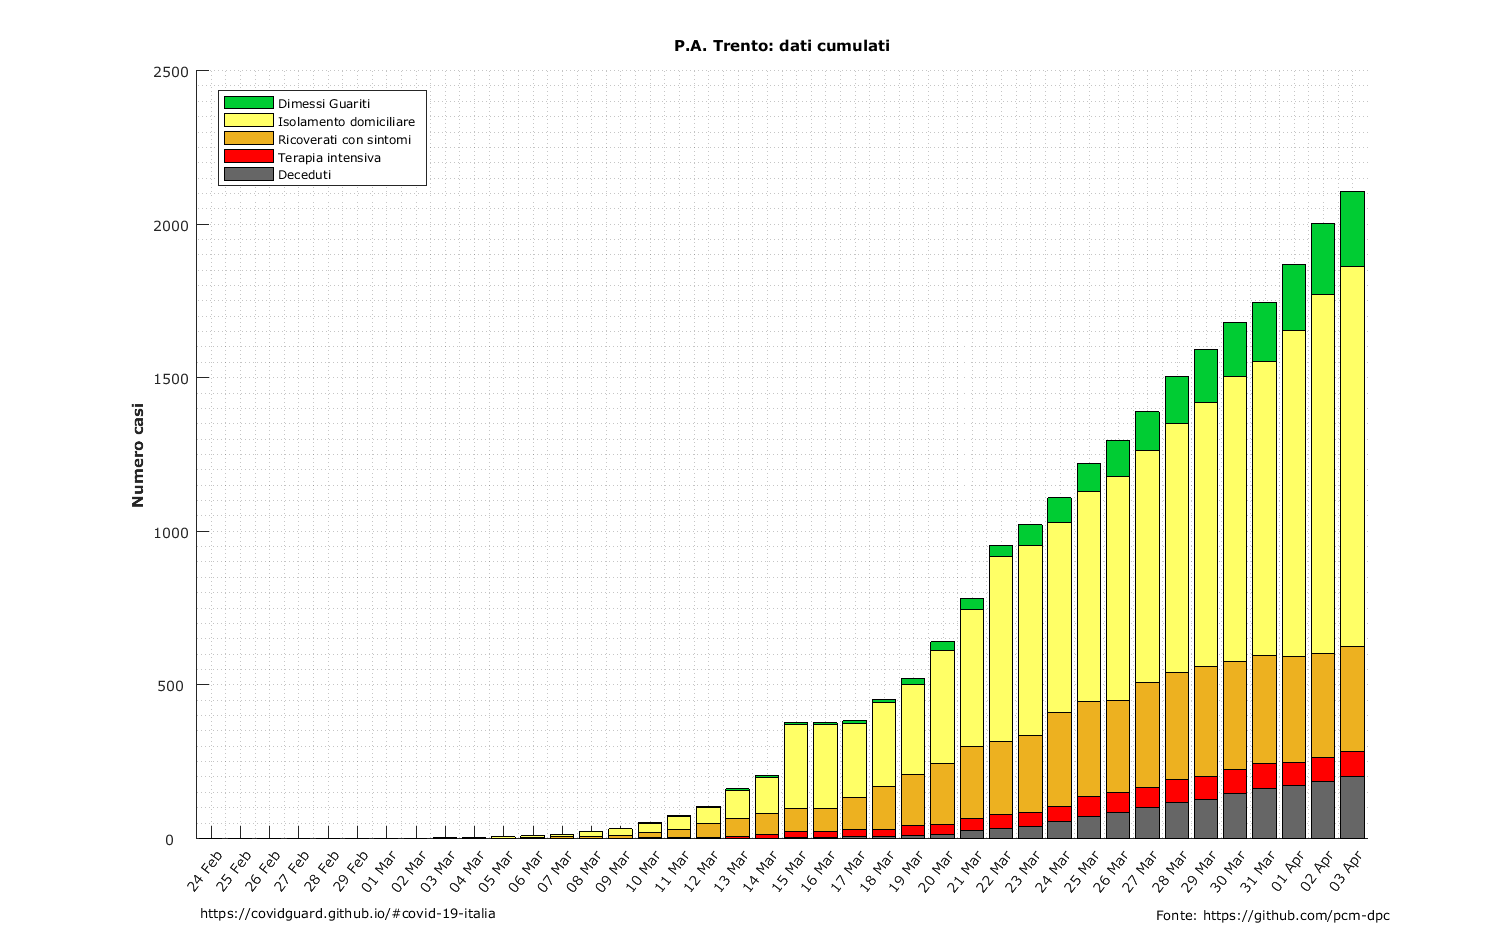 P.A. Trento: dati cumulati
2500
2000
1500
1000
500
0
Numero casi
Dimessi Guariti
Isolamento domiciliare
Ricoverati con sintomi
Terapia intensiva
Deceduti
24 Feb
25 Feb
26 Feb
27 Feb
28 Feb
29 Feb
01 Mar
02 Mar
03 Mar
04 Mar
05 Mar
06 Mar
07 Mar
08 Mar
09 Mar
10 Mar
11 Mar
12 Mar
13 Mar
14 Mar
15 Mar
16 Mar
17 Mar
18 Mar
19 Mar
20 Mar
21 Mar
22 Mar
23 Mar
24 Mar
25 Mar
26 Mar
27 Mar
28 Mar
29 Mar
30 Mar
31 Mar
01 Apr
02 Apr
03 Apr
https://covidguard.github.io/#covid-19-italia
Fonte: https://github.com/pcm-dpc